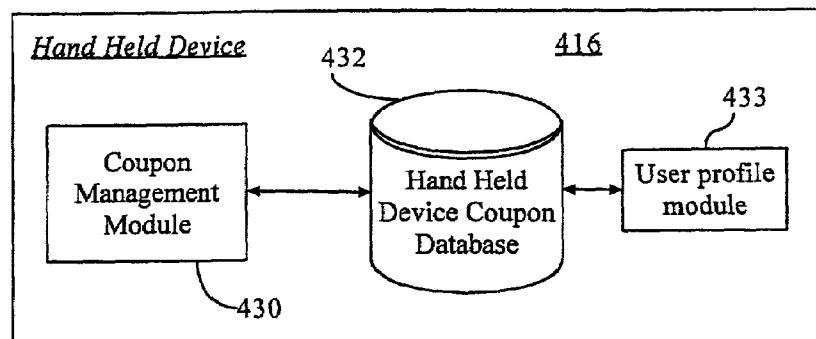 Hand Held Device
416
432
433
Coupon
Management
Module
Hand Held
Device Coupon
Database
User profile
module
430